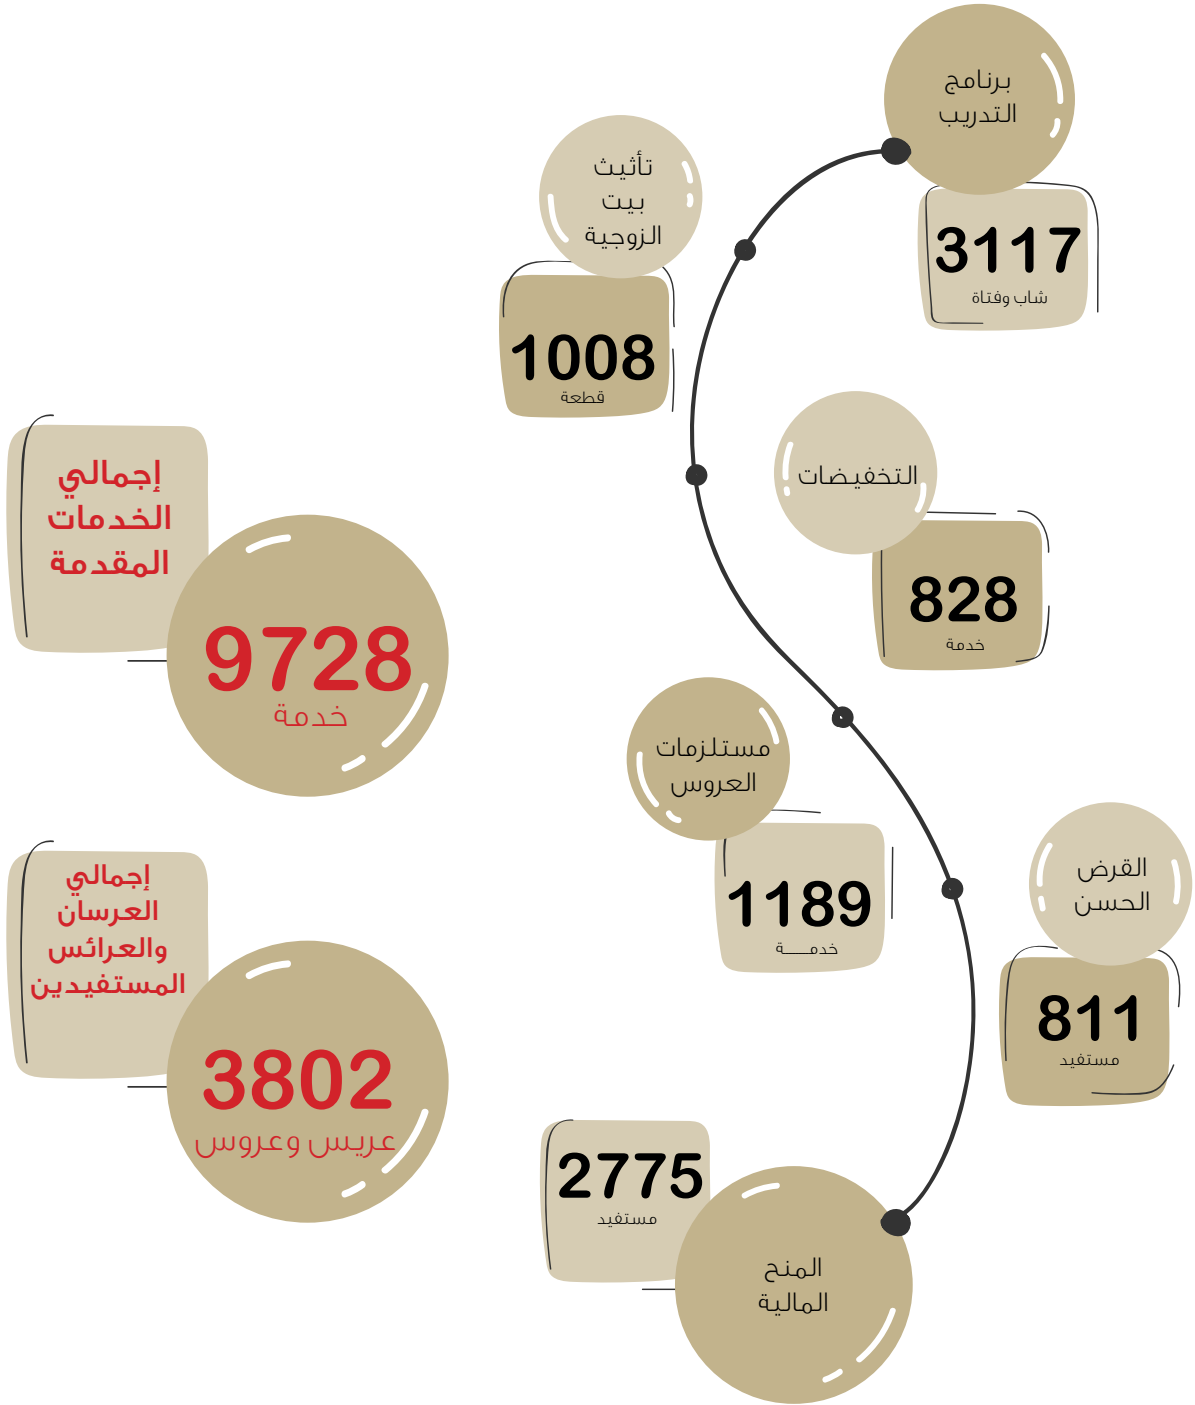 برنامج
التدريب
3117
شاب وفتاة
تأثيث
بيت
الزوجية
1008
قطعة
التخفيضات
828
خدمة
مستلزمات
العروس
1189
خدمــــــة
القرض
الحسن
811
مستفيد
2775
مستفيد
المنح
المالية
إجمالي
الخدمات
المقدمة
9728
خدمة
إجمالي
العرسان
والعرائس
المستفيدين
3802
عريس وعروس